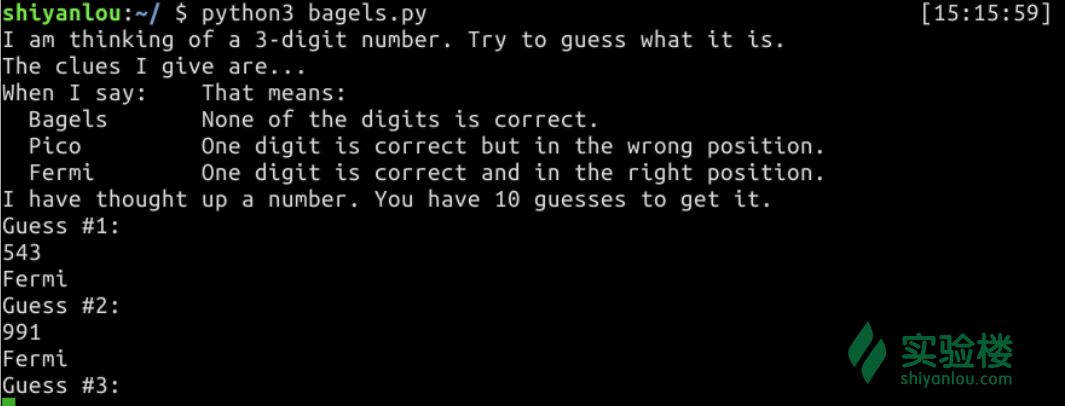 shiyanlou:~/ $ python3 bagels.py [15:15:59]
I am thinking of a 3-digit number. Try to guess what it is.
The clues I give are...
When I say:    That means:
  Bagels       None of the digits is correct.
  Pico         One digit is correct but in the wrong position.
  Fermi        One digit is correct and in the right position.
I have thought up a number. You have 10 guesses to get it.
Guess #1:
543
Fermi
Guess #2:
991
Fermi
Guess #3:
实验楼
shiyanlou.com